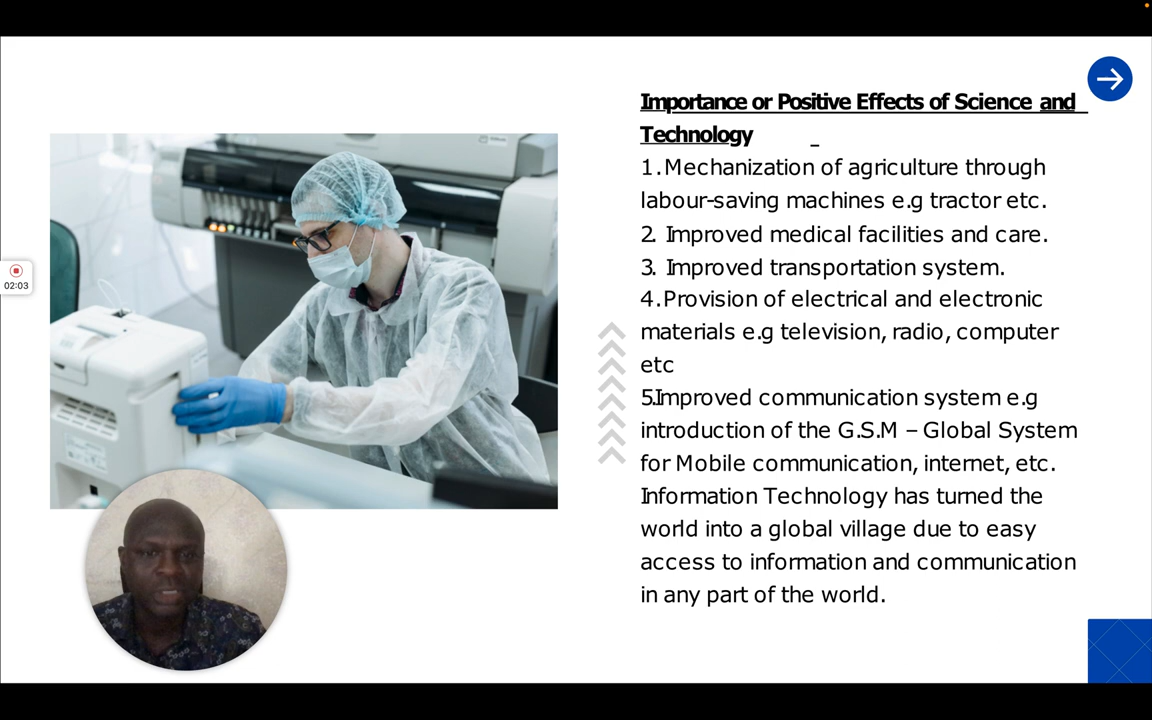 Importance or Positive Effects of Science and
Technology
1.Mechanization of agriculture through
labour-saving machines e.g tractor etc.
2. Improved medical facilities and care.
3. Improved transportation system.
4.Provision of electrical and electronic
materials e.g television, radio, computer
etc
5.Improved communication system e.g
introduction of the G.S.M – Global System
for Mobile communication, internet, etc.
Information Technology has turned the
world into a global village due to easy
access to information and communication
in any part of the world.
02:03